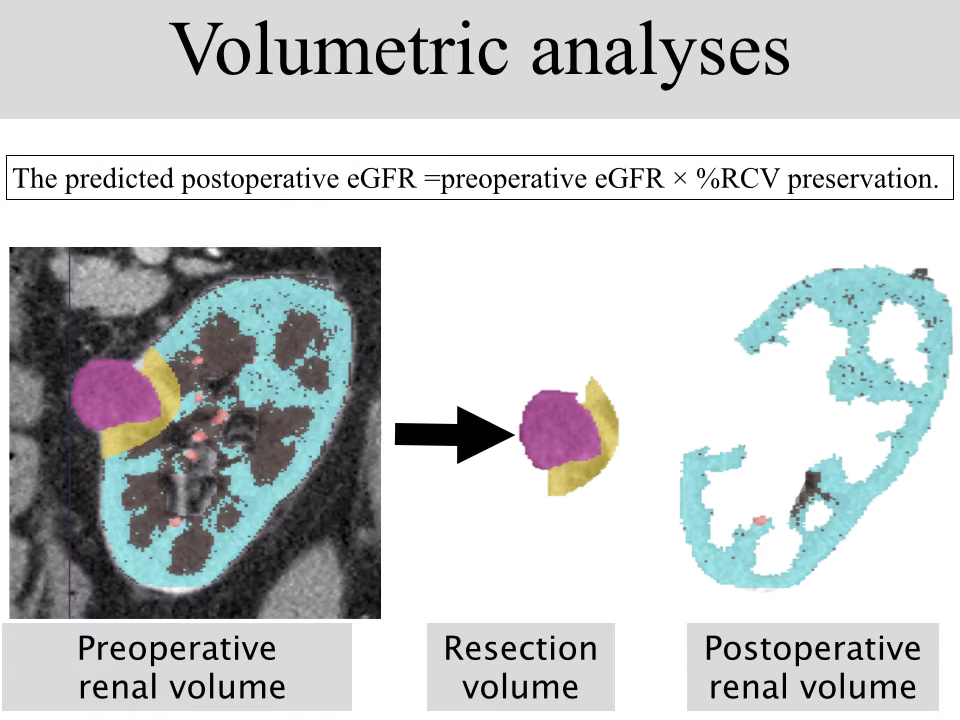 Volumetric analyses
The predicted postoperative eGFR =preoperative eGFR × %RCV preservation.
Preoperative
renal volume
Resection
volume
Postoperative
renal volume